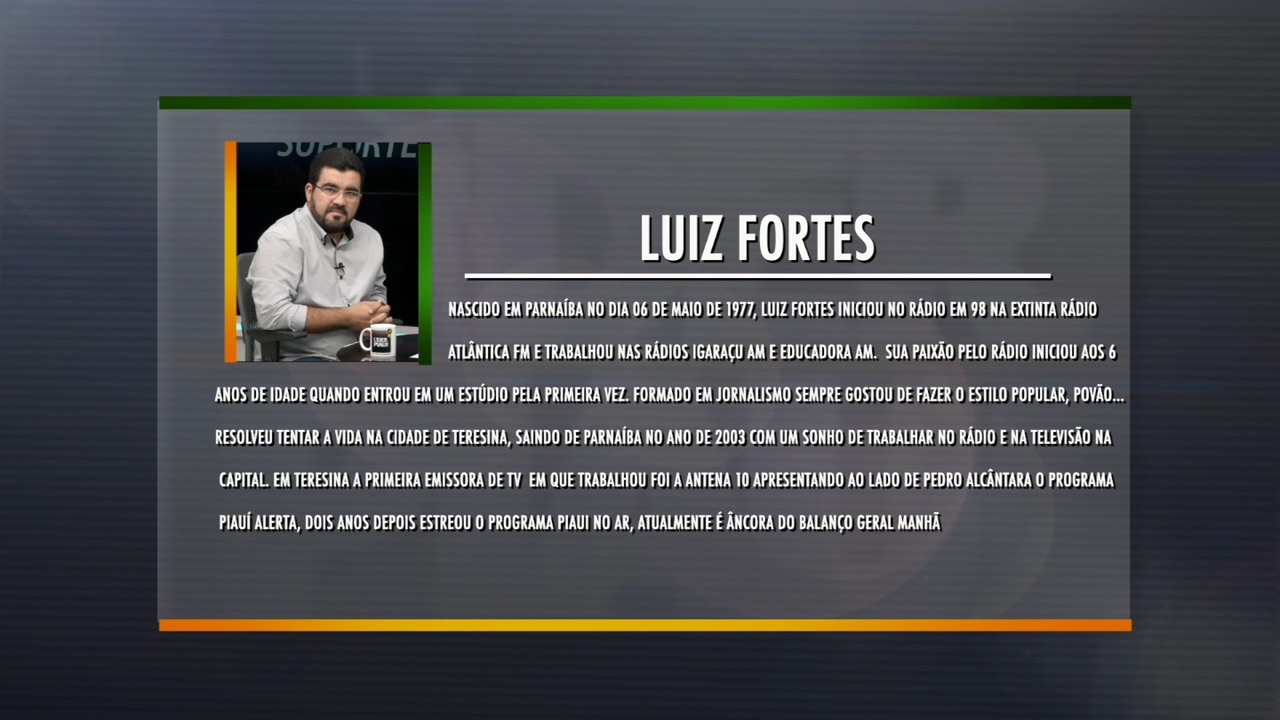 SUPORTE
LUIZ FORTES
NASCIDO EM PARNAÍBA NO DIA 06 DE MAIO DE 1977, LUIZ FORTES INICIOU NO RÁDIO EM 98 NA EXTINTA RÁDIO
ATLÂNTICA FM E TRABALHOU NAS RÁDIOS IGARAÇU AM E EDUCADORA AM. SUA PAIXÃO PELO RÁDIO INICIOU AOS 6
ANOS DE IDADE QUANDO ENTROU EM UM ESTÚDIO PELA PRIMEIRA VEZ. FORMADO EM JORNALISMO SEMPRE GOSTOU DE FAZER O ESTILO POPULAR, POVÃO...
RESOLVEU TENTAR A VIDA NA CIDADE DE TERESINA, SAINDO DE PARNAÍBA NO ANO DE 2003 COM UM SONHO DE TRABALHAR NO RÁDIO E NA TELEVISÃO NA
CAPITAL. EM TERESINA A PRIMEIRA EMISSORA DE TV EM QUE TRABALHOU FOI A ANTENA 10 APRESENTANDO AO LADO DE PEDRO ALCÂNTARA O PROGRAMA
PIAUÍ ALERTA, DOIS ANOS DEPOIS ESTREOU O PROGRAMA PIAUI NO AR, ATUALMENTE É ÂNCORA DO BALANÇO GERAL MANHÃ
LÍDER
PIAUÍ